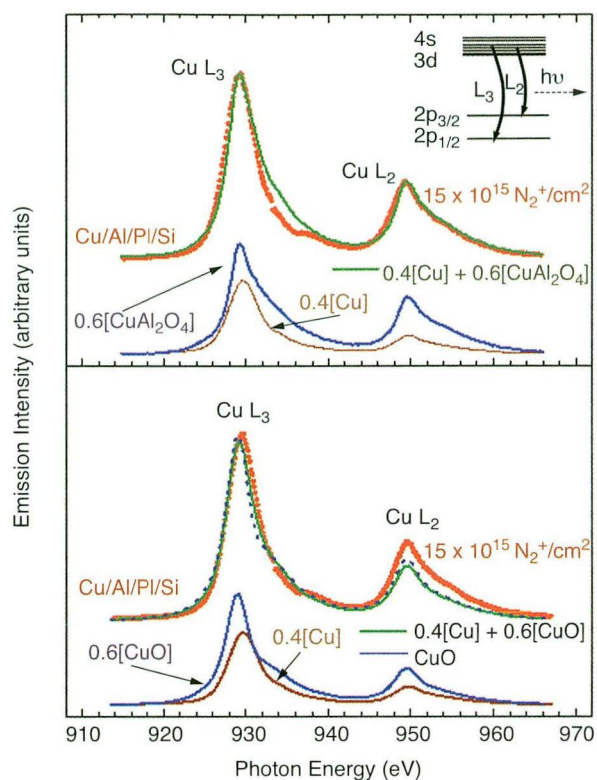 4s
3d
Cu L3
L3
L2
hυ
2p3/2
2p1/2
Cu L2
15 x 10^15 N2+/cm2
Cu/Al/PI/Si
0.4[Cu] + 0.6[CuAl2O4]
0.6[CuAl2O4]
0.4[Cu]
Emission Intensity (arbitrary units)
Cu L3
Cu L2
15 x 10^15 N2+/cm2
Cu/Al/PI/Si
0.4[Cu] + 0.6[CuO]
0.6[CuO]
0.4[Cu]
CuO
910 920 930 940 950 960 970
Photon Energy (eV)